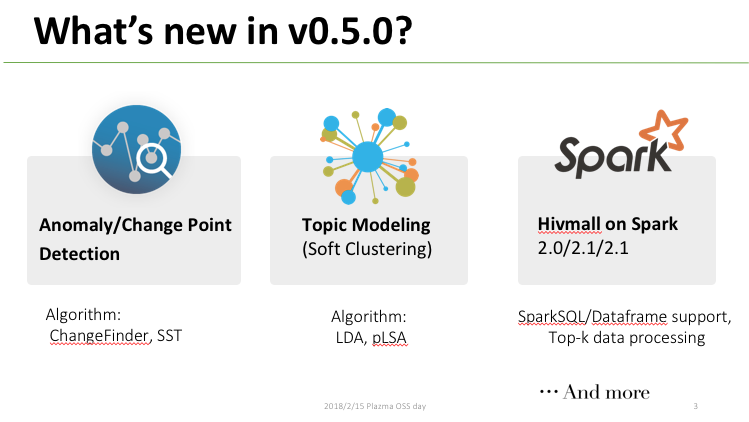 What's new in v0.5.0?
Spark
Anomaly/Change Point
Detection
Topic Modeling
(Soft Clustering)
Hivmall on Spark
2.0/2.1/2.1
Algorithm:
ChangeFinder, SST
Algorithm:
LDA, pLSA
SparkSQL/Dataframe support,
Top-k data processing
… And more
2018/2/15 Plazma OSS day
3